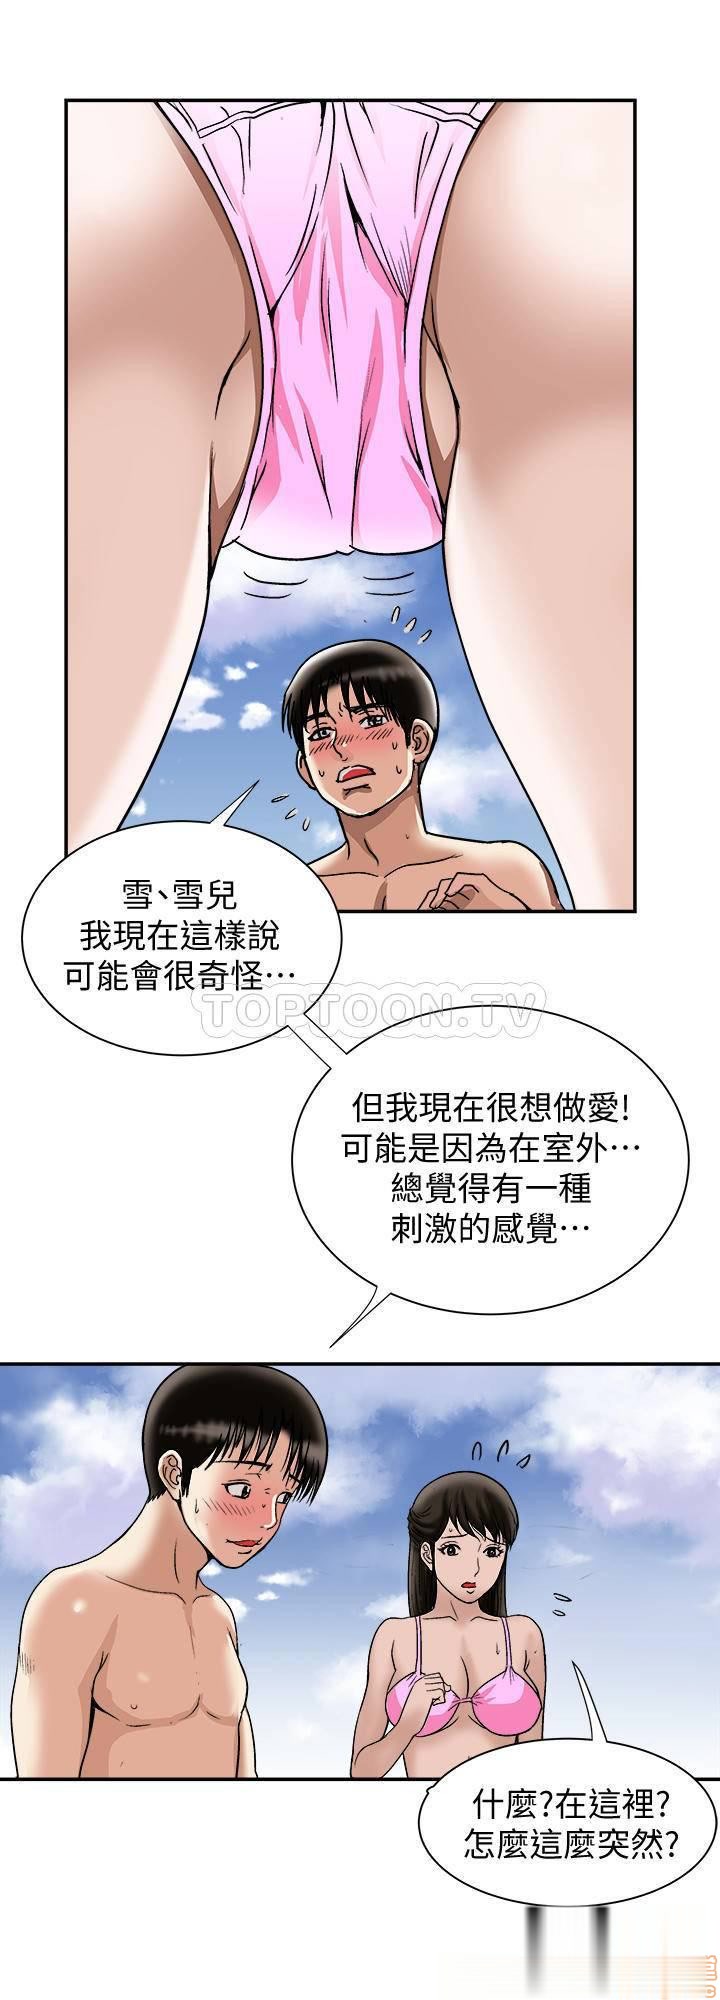 雪、雪兒
我現在這樣說
可能會很奇怪…
TOPTOON.TV
但我現在很想做愛!
可能是因為在室外…
總覺得有一種
刺激的感覺…
什麼?在這裡?
怎麼這麼突然?